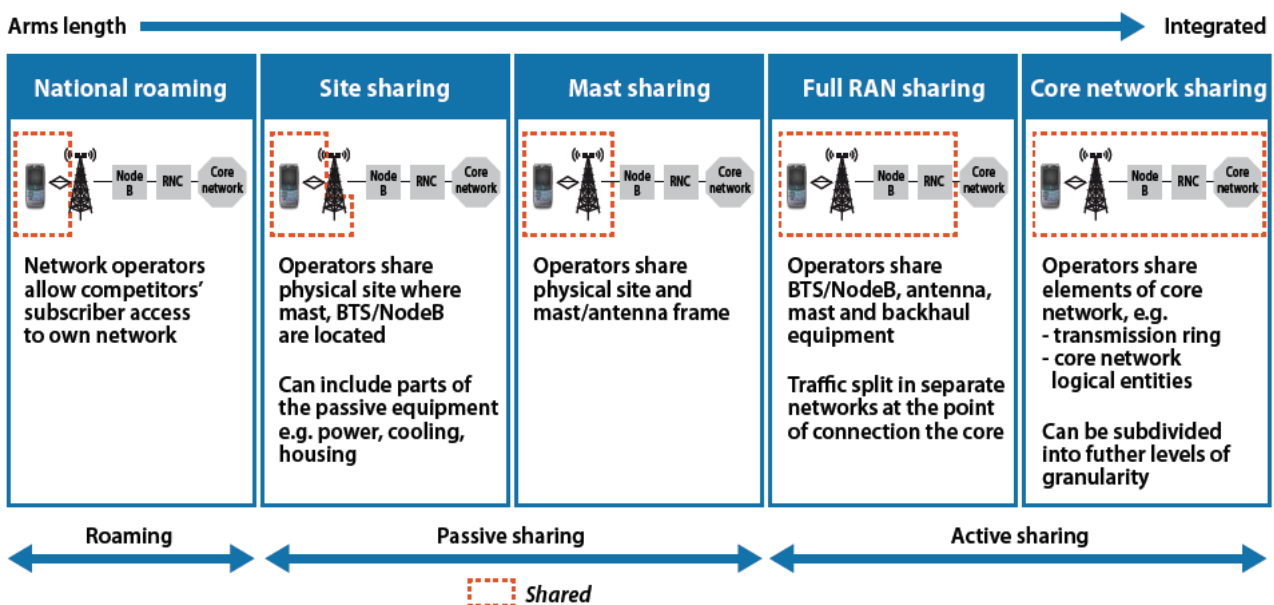 Arms length
Integrated
National roaming
Site sharing
Mast sharing
Full RAN sharing
Core network sharing
Node
B
RNC
Core
network
Node
B
RNC
Core
network
Node
B
RNC
Core
network
Node
B
RNC
Core
network
Node
B
RNC
Core
network
Network operators
allow competitors'
subscriber access
to own network
Operators share
physical site where
mast, BTS/NodeB
are located
Can include parts of
the passive equipment
e.g. power, cooling,
housing
Operators share
physical site and
mast/antenna frame
Operators share
BTS/NodeB, antenna,
mast and backhaul
equipment
Traffic split in separate
networks at the point
of connection the core
Operators share
elements of core
network, e.g.
- transmission ring
- core network
logical entities
Can be subdivided
into futher levels of
granularity
Roaming
Passive sharing
Active sharing
Shared